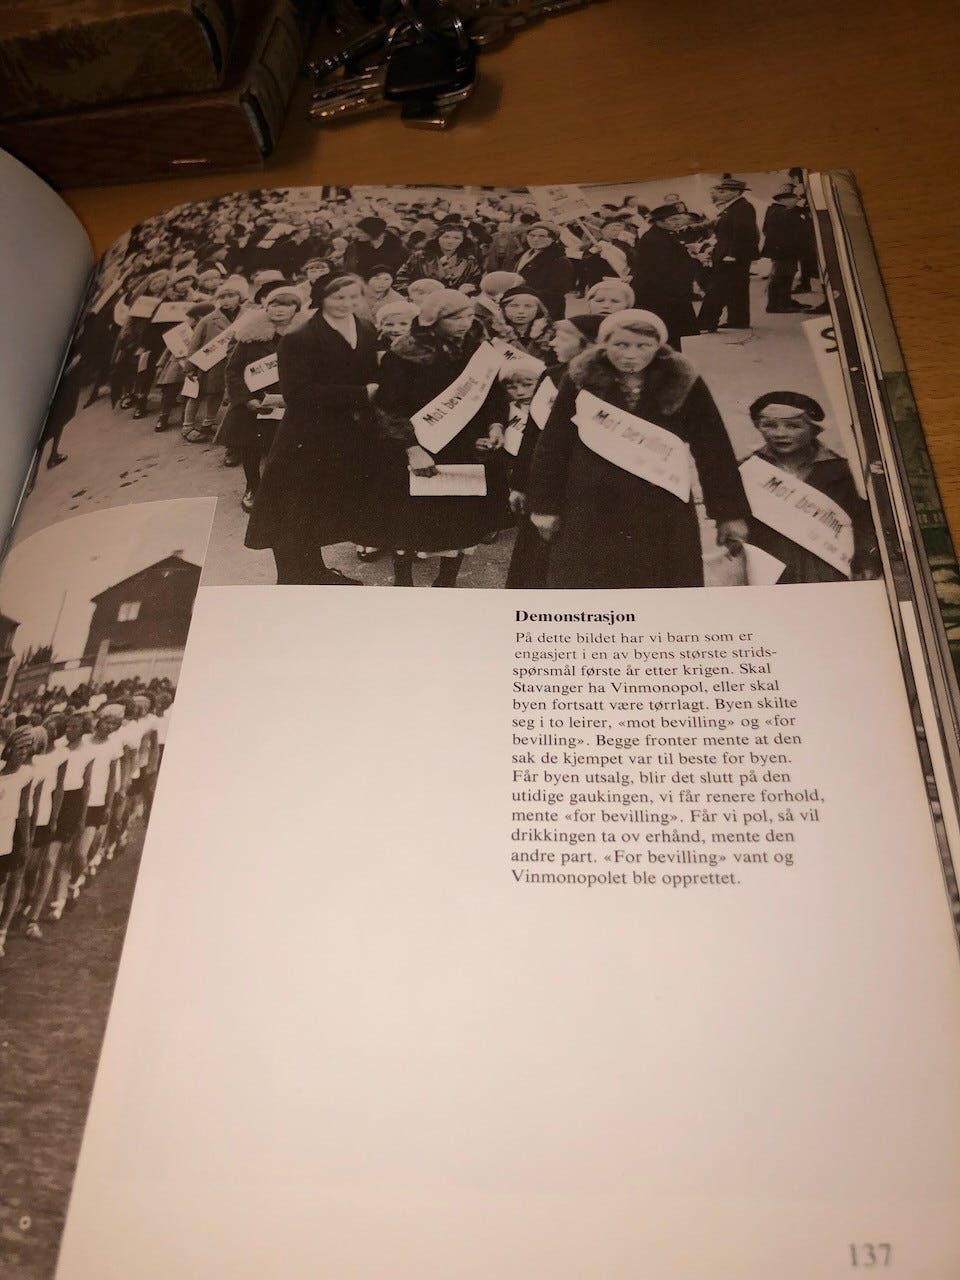 Mot bevilling
Mot bevilling
Mot bevilling
Mot bevilling
Mot
Demonstrasjon
På dette bildet har vi barn som er
engasjert i en av byens største strids-
spørsmål første år etter krigen. Skal
Stavanger ha Vinmonopol, eller skal
byen fortsatt være tørrlagt. Byen skilte
seg i to leirer, «mot bevilling» og «for
bevilling». Begge fronter mente at den
sak de kjempet var til beste for byen.
Får byen utsalg, blir det slutt på den
utidige gaukingen, vi får renere forhold,
mente «for bevilling». Får vi pol, så vil
drikkingen ta ov erhånd, mente den
andre part. «For bevilling» vant og
Vinmonopolet ble opprettet.
137